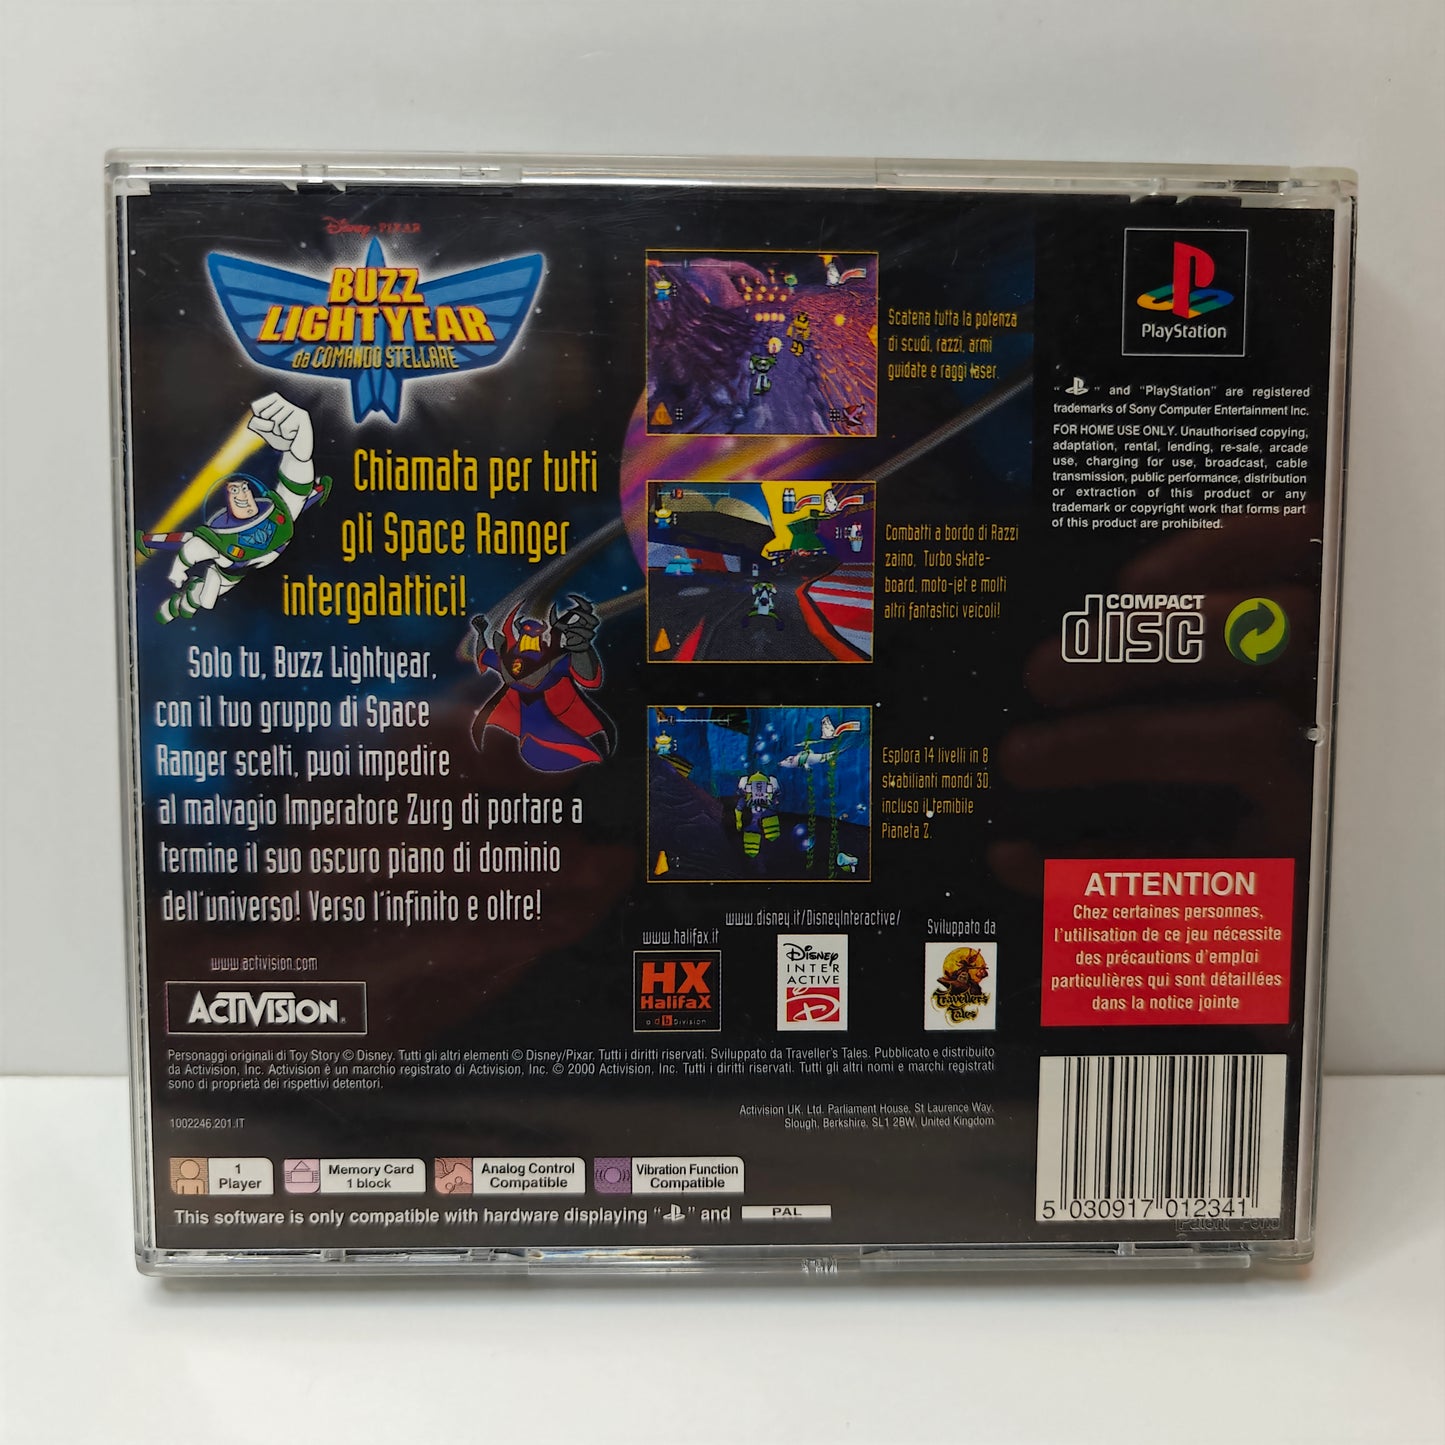 Disney · PIXAR
BUZZ
LIGHTYEAR
da COMANDO STELLARE
Chiamata per tutti
gli Space Ranger
intergalattici!
Solo tu, Buzz Lightyear,
con il tuo gruppo di Space
Ranger scelti, puoi impedire
al malvagio Imperatore Zurg di portare a
termine il suo oscuro piano di dominio
dell'universo! Verso l'infinito e oltre!
Scatena tutta la potenza
di scudi, razzi, armi
guidate e raggi laser.
Combatti a bordo di Razzi
zaino, Turbo skate-
board, moto-jet e molti
altri fantastici veicoli!
Esplora 14 livelli in 8
skabilianti mondi 3D,
incluso il temibile
Pianeta Z.
PlayStation
" " and "PlayStation" are registered
trademarks of Sony Computer Entertainment Inc.
FOR HOME USE ONLY. Unauthorised copying,
adaptation, rental, lending, re-sale, arcade
use, charging for use, broadcast, cable
transmission, public performance, distribution
or extraction of this product or any
trademark or copyright work that forms part
of this product are prohibited.
COMPACT
disc
ATTENTION
Chez certaines personnes,
l'utilisation de ce jeu nécessite
des précautions d'emploi
particulières qui sont détaillées
dans la notice jointe
www.activision.com
ACTIVISION®
www.halifax.it
HX
HalifaX
a db Division
www.disney.it/DisneyInteractive/
Disney
INTER
ACTIVE
D
Sviluppato da
Travellers
Tales
Personaggi originali di Toy Story © Disney. Tutti gli altri elementi © Disney/Pixar. Tutti i diritti riservati. Sviluppato da Traveller's Tales. Pubblicato e distribuito
da Activision, Inc. Activision è un marchio registrato di Activision, Inc. © 2000 Activision, Inc. Tutti i diritti riservati. Tutti gli altri nomi e marchi registrati
sono di proprietà dei rispettivi detentori.
1002246.201.IT
Activision UK, Ltd. Parliament House, St Laurence Way,
Slough, Berkshire, SL1 2BW, United Kingdom
1
Player
Memory Card
1 block
Analog Control
Compatible
Vibration Function
Compatible
This software is only compatible with hardware displaying " " and PAL
5 030917 012341